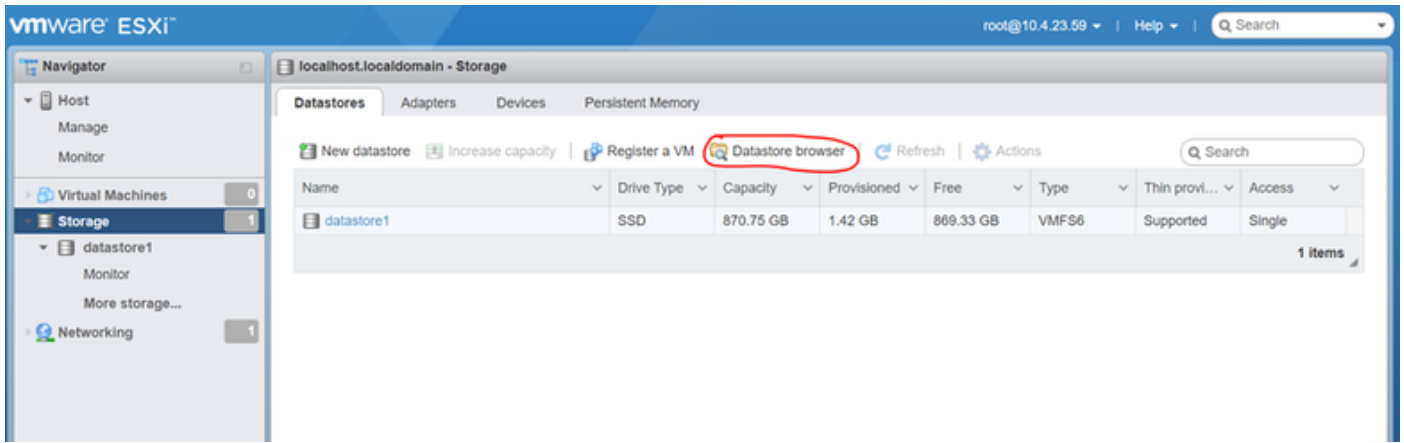 vmware ESXi™
root@10.4.23.59 | Help | Search
Navigator
Host
Manage
Monitor
Virtual Machines 0
Storage 1
datastore1
Monitor
More storage...
Networking 1
localhost.localdomain - Storage
Datastores Adapters Devices Persistent Memory
New datastore Increase capacity | Register a VM Datastore browser | Refresh | Actions Search
Name Drive Type Capacity Provisioned Free Type Thin provi... Access
datastore1 SSD 870.75 GB 1.42 GB 869.33 GB VMFS6 Supported Single
1 items